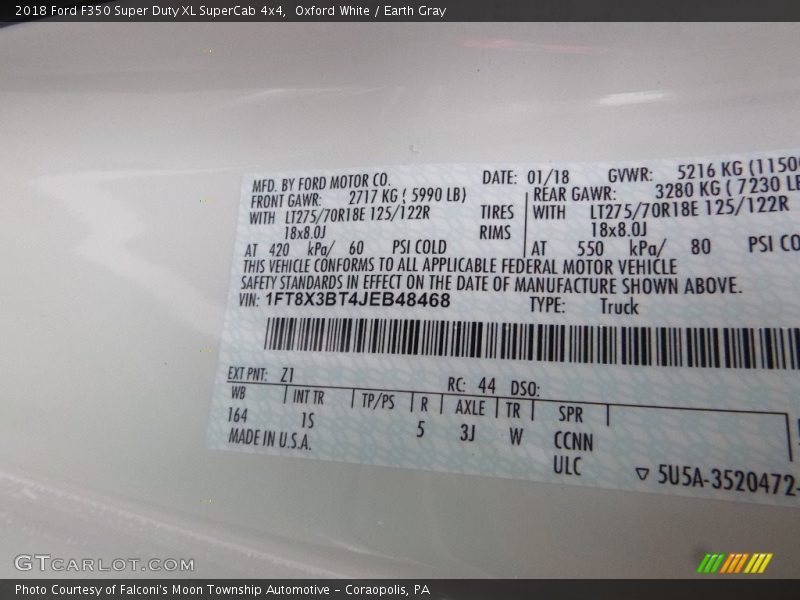 2018 Ford F350 Super Duty XL SuperCab 4x4, Oxford White / Earth Gray
MFD. BY FORD MOTOR CO. DATE: 01/18 GVWR: 5216 KG (11500
FRONT GAWR: 2717 KG ( 5990 LB) REAR GAWR: 3280 KG ( 7230 LB
WITH LT275/70R18E 125/122R TIRES WITH LT275/70R18E 125/122R
18x8.0J RIMS 18x8.0J
AT 420 kPa/ 60 PSI COLD AT 550 kPa/ 80 PSI CO
THIS VEHICLE CONFORMS TO ALL APPLICABLE FEDERAL MOTOR VEHICLE
SAFETY STANDARDS IN EFFECT ON THE DATE OF MANUFACTURE SHOWN ABOVE.
VIN: 1FT8X3BT4JEB48468 TYPE: Truck
EXT PNT: Z1 RC: 44 DSO:
WB INT TR TP/PS R AXLE TR SPR
164 1S 5 3J W CCNN
MADE IN U.S.A. ULC 5U5A-3520472-
GTCARLOT.COM
Photo Courtesy of Falconi's Moon Township Automotive - Coraopolis, PA